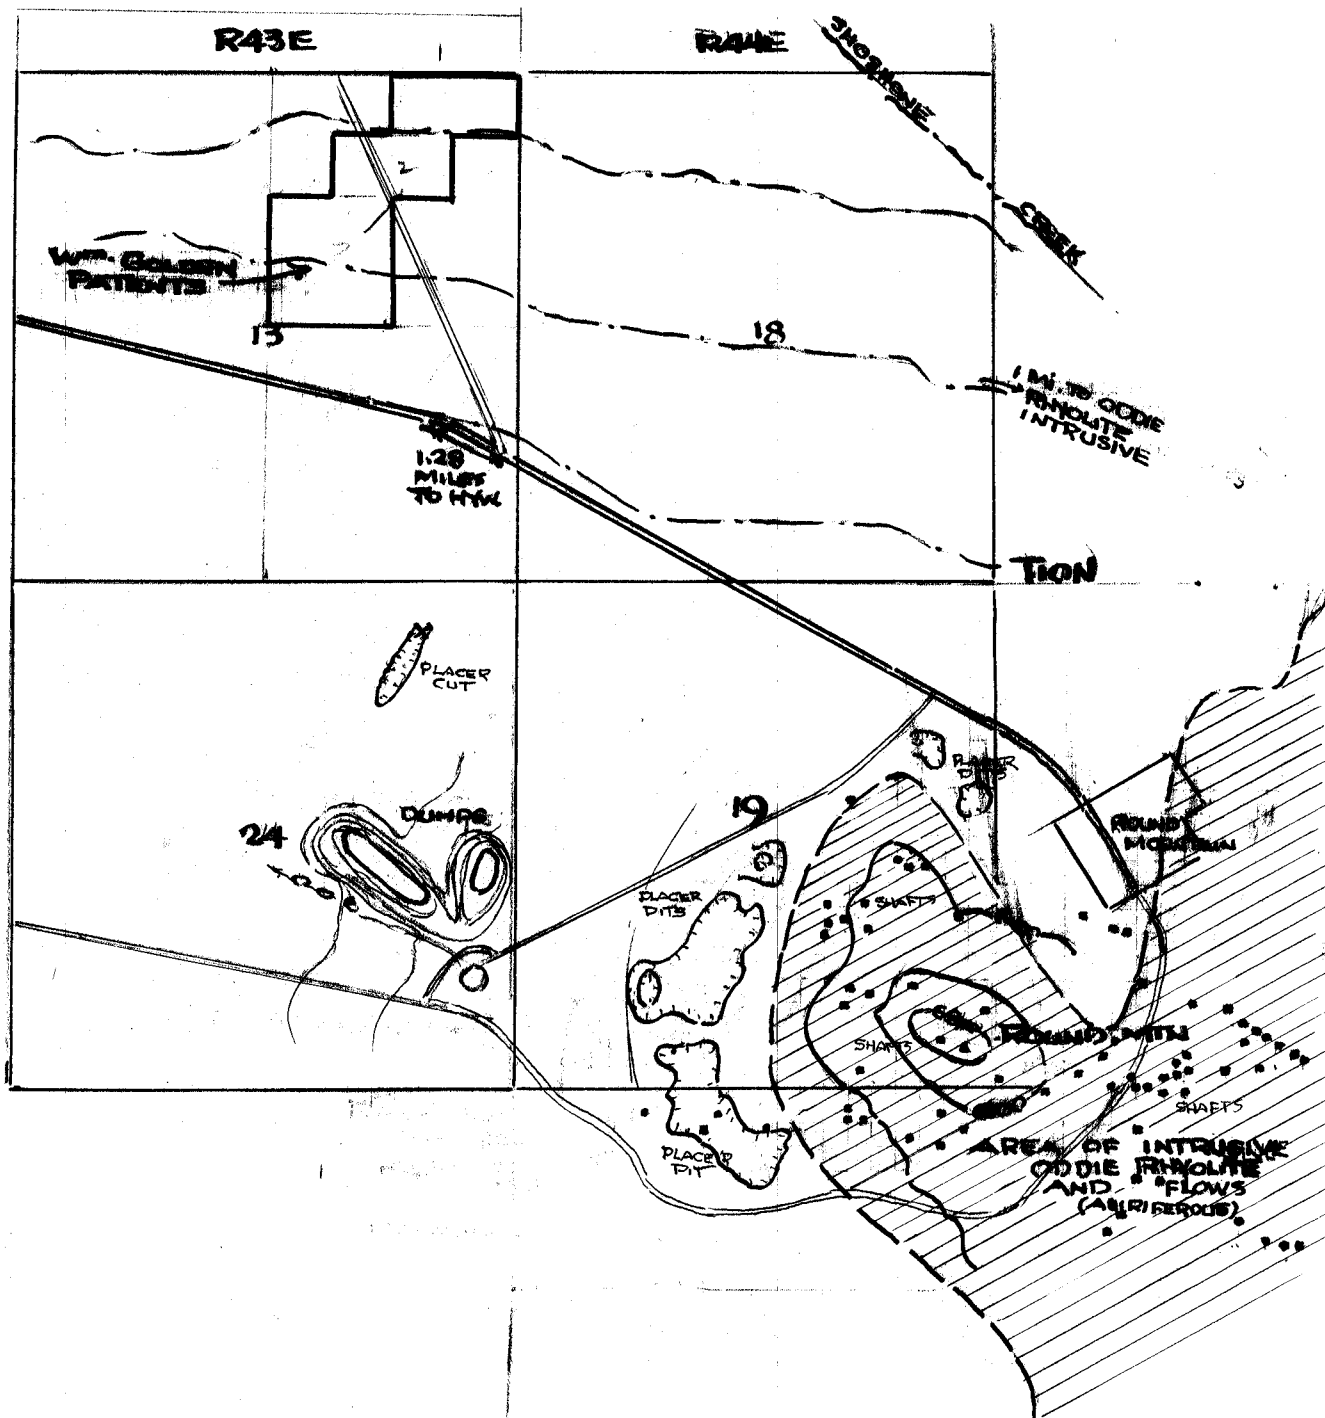 R43E
R44E
SHOSHONE
CREEK
2
Wm. GOLDEN
PATENTS
13
18
1 MI. TO ODDIE
RHYOLITE
INTRUSIVE
1.28
MILES
TO HYW.
T10N
PLACER
CUT
PLACER
PITS
19
24
DUMPS
ROUND
MOUNTAIN
PLACER
PITS
SHAFTS
SHAFTS
ROUND MTN
SHAFTS
PLACER
PIT
AREA OF INTRUSIVE
ODDIE RHYOLITE
AND FLOWS
(AURIFEROUS)